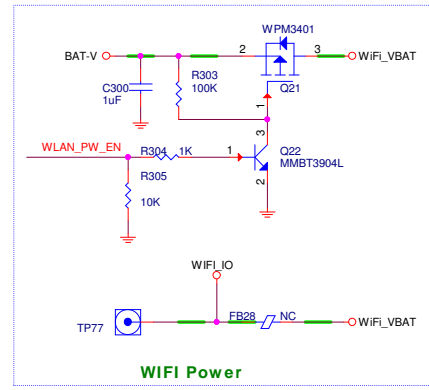 WPM3401
BAT-V
2
3
WiFi_VBAT
R303
C300
100K
1uF
Q21
1
3
WLAN_PW_EN
R304
1K
1
Q22
MMBT3904L
R305
2
10K
WIFI_IO
FB28
NC
WiFi_VBAT
TP77
WIFI Power